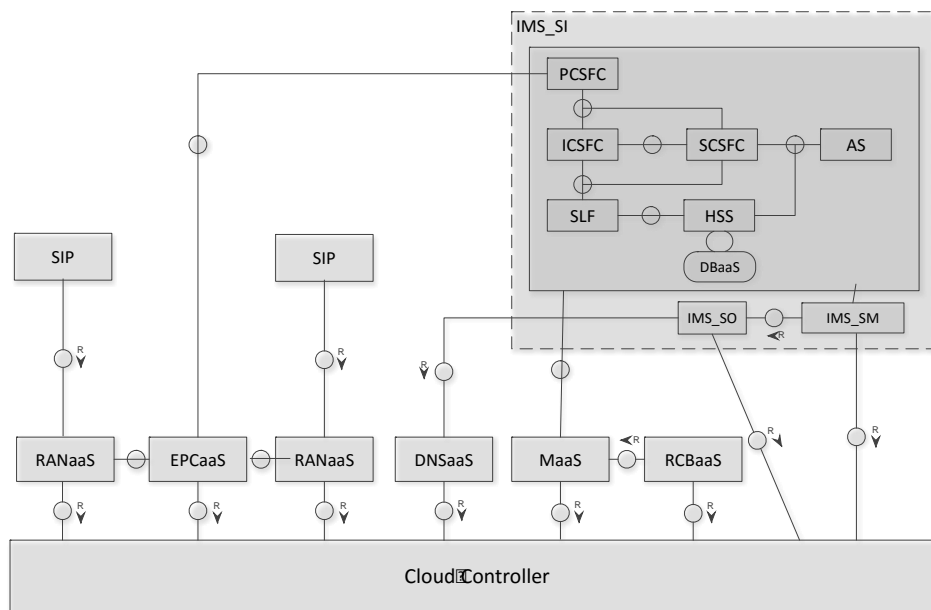 IMS_SI
PCSFC
ICSFC
SCSFC
AS
SLF
HSS
DBaaS
SIP
SIP
IMS_SO
IMS_SM
R
R
R
R
R
R
R
R
RANaaS
EPCaaS
RANaaS
DNSaaS
MaaS
RCBaaS
R
R
R
R
R
R
Cloud Controller